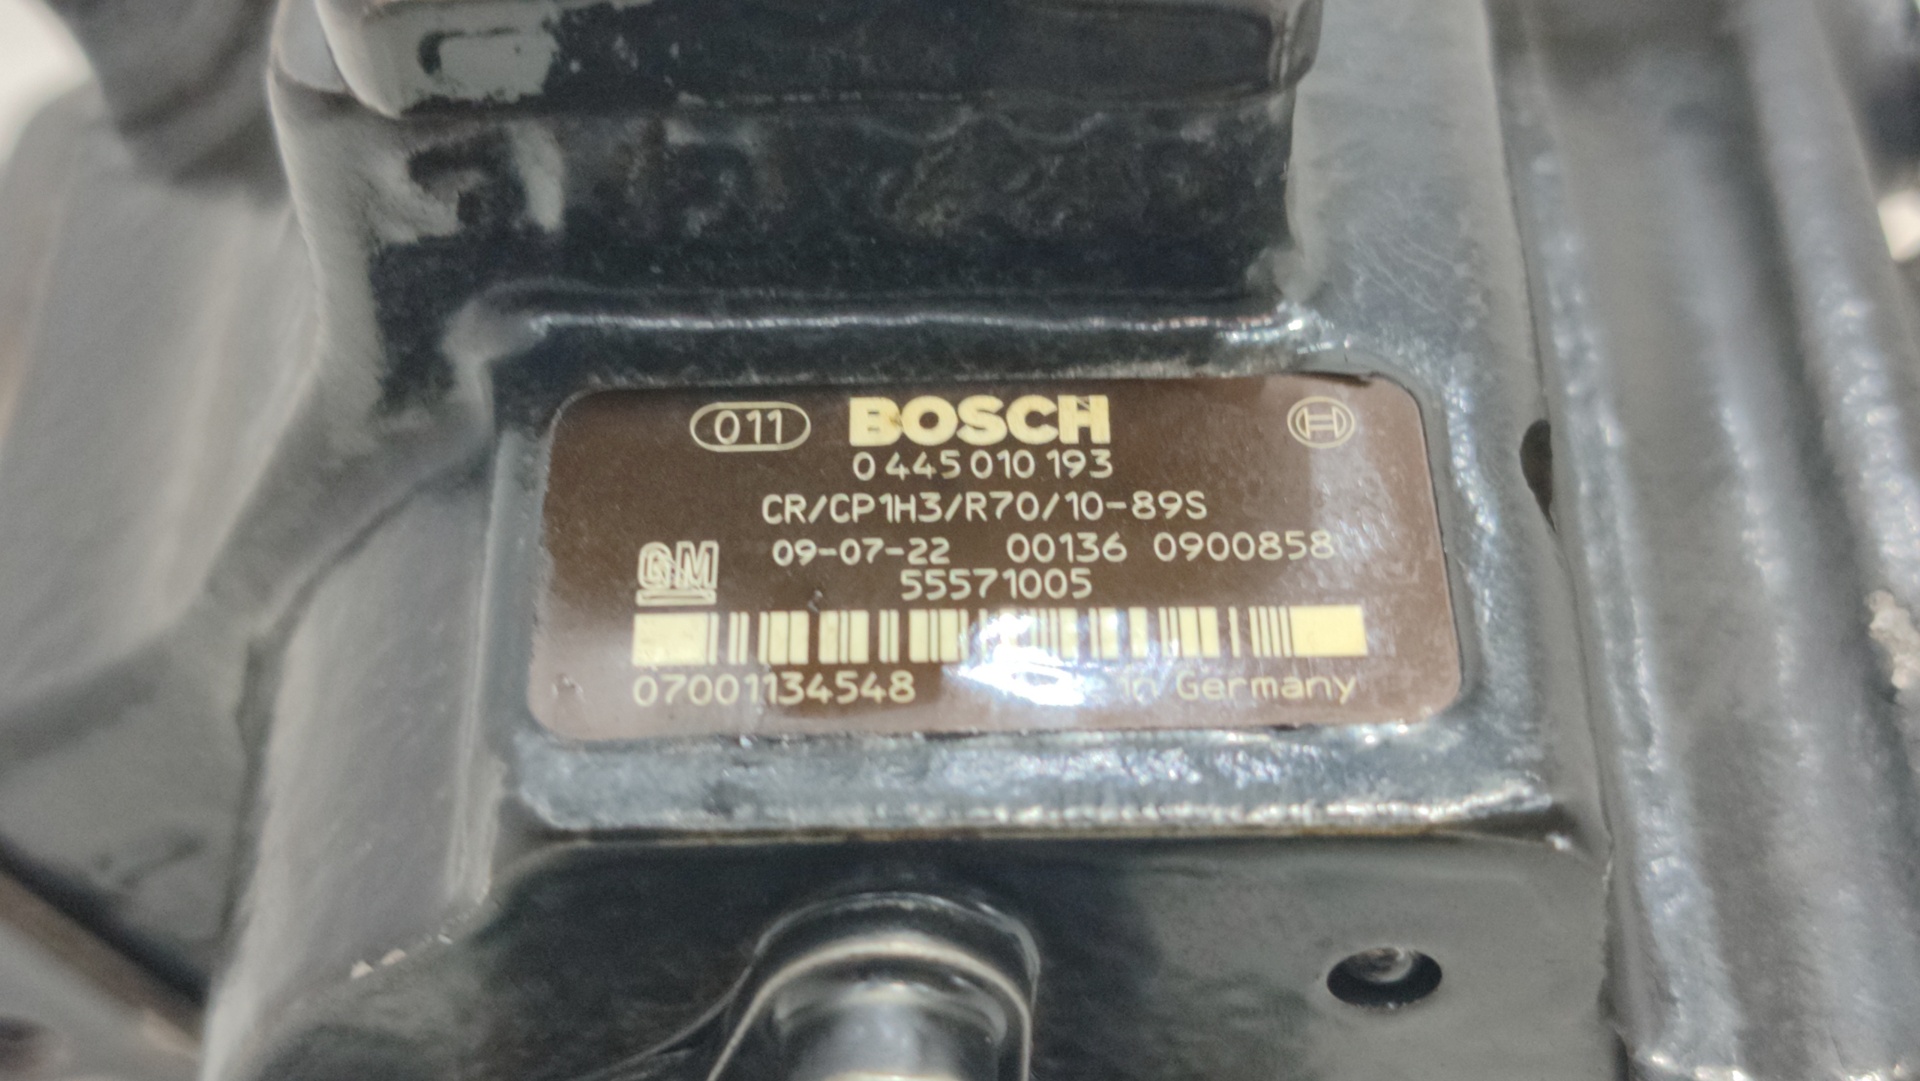 011 BOSCH
0 445 010 193
CR/CP1H3/R70/10-89S
GM 09-07-22 00136 0900858
55571005
07001134548 in Germany